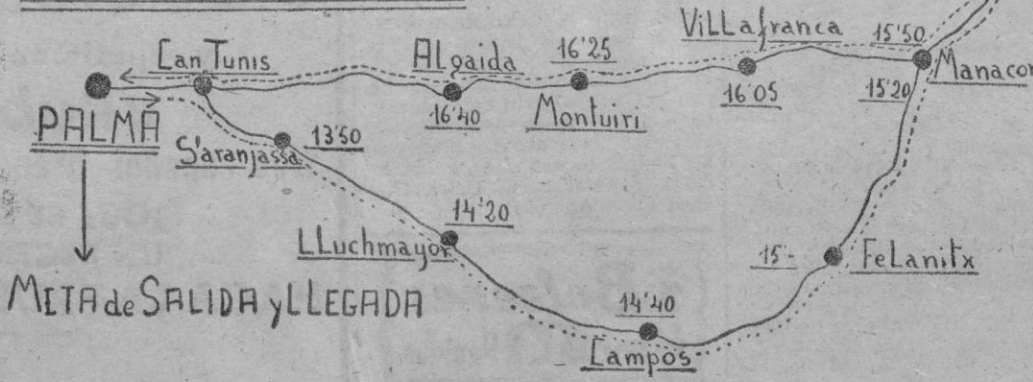 Villafranca
15'50
Can Tunis
Algaida
16'25
Manacor
15'20
16'05
PALMA
16'40
Montuiri
13'50
S'aranjassa
14'20
LLuchmayor
15-
Felanitx
META de SALIDA y LLEGADA
14'40
Campos